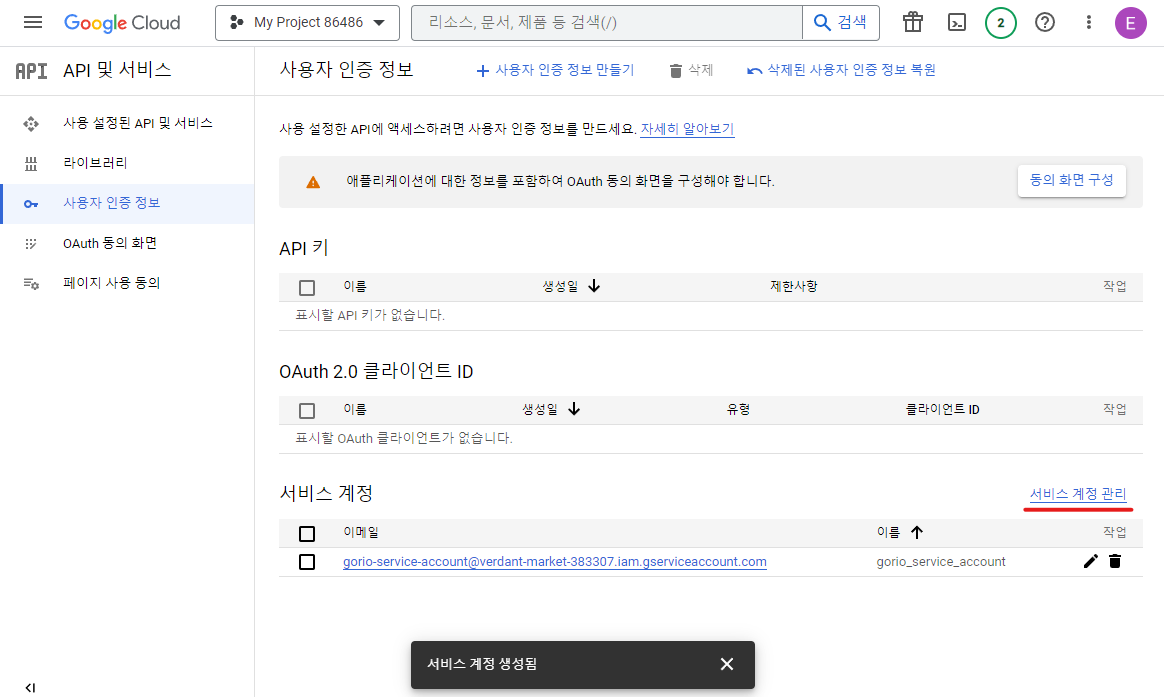 Google Cloud
My Project 86486
리소스, 문서, 제품 등 검색(/)
검색
2
E
API
API 및 서비스
사용자 인증 정보
사용자 인증 정보 만들기
삭제
삭제된 사용자 인증 정보 복원
사용 설정된 API 및 서비스
라이브러리
사용자 인증 정보
OAuth 동의 화면
페이지 사용 동의
사용 설정한 API에 액세스하려면 사용자 인증 정보를 만드세요. 자세히 알아보기
애플리케이션에 대한 정보를 포함하여 OAuth 동의 화면을 구성해야 합니다.
동의 화면 구성
API 키
이름 생성일 제한사항 작업
표시할 API 키가 없습니다.
OAuth 2.0 클라이언트 ID
이름 생성일 유형 클라이언트 ID 작업
표시할 OAuth 클라이언트가 없습니다.
서비스 계정
서비스 계정 관리
이메일 이름 작업
gorio-service-account@verdant-market-383307.iam.gserviceaccount.com gorio_service_account
서비스 계정 생성됨